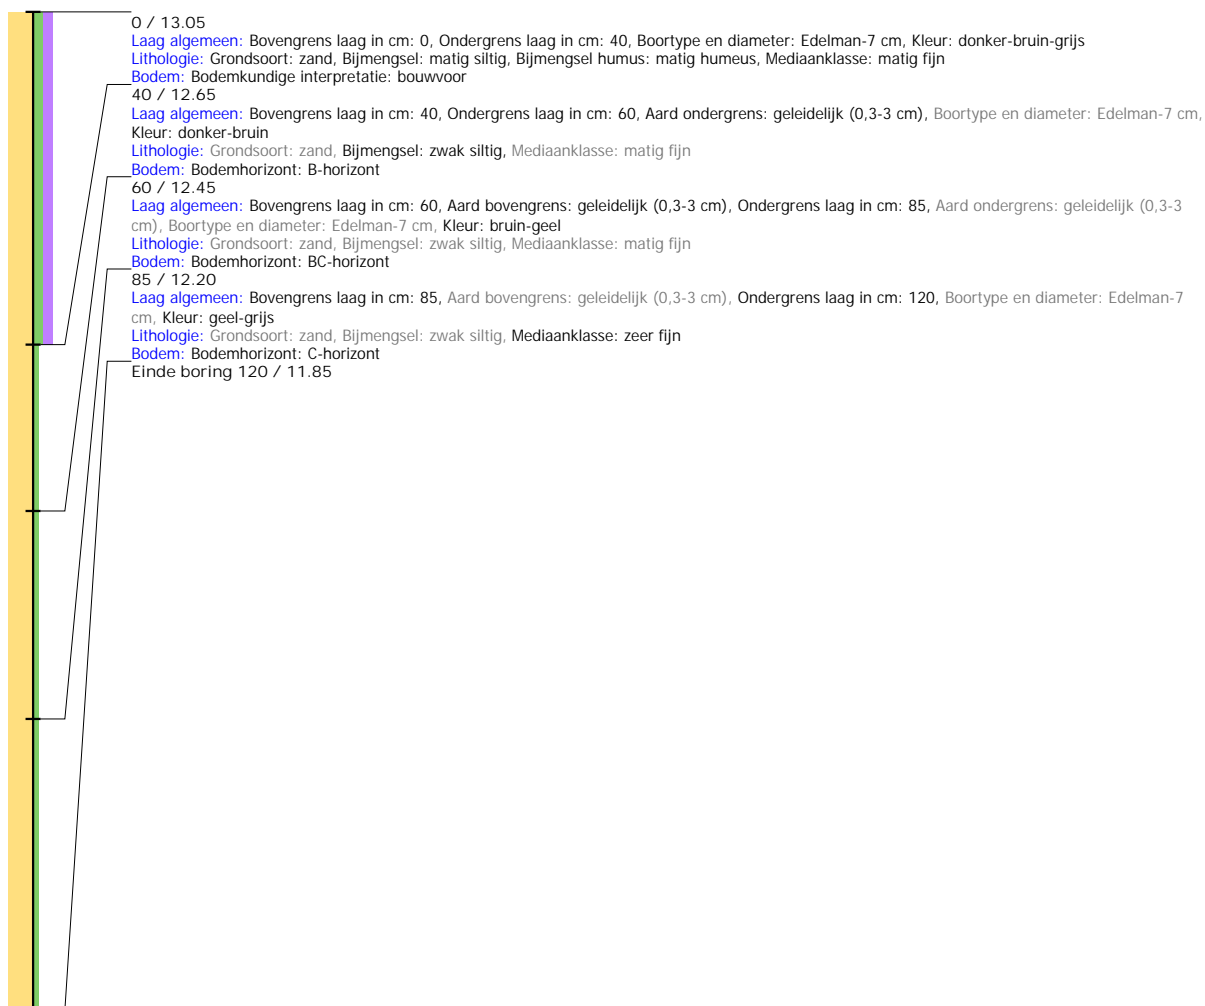 0 / 13.05
Laag algemeen: Bovengrens laag in cm: 0, Ondergrens laag in cm: 40, Boortype en diameter: Edelman-7 cm, Kleur: donker-bruin-grijs
Lithologie: Grondsoort: zand, Bijmengsel: matig siltig, Bijmengsel humus: matig humeus, Mediaanklasse: matig fijn
Bodem: Bodemkundige interpretatie: bouwvoor
40 / 12.65
Laag algemeen: Bovengrens laag in cm: 40, Ondergrens laag in cm: 60, Aard ondergrens: geleidelijk (0,3-3 cm), Boortype en diameter: Edelman-7 cm,
Kleur: donker-bruin
Lithologie: Grondsoort: zand, Bijmengsel: zwak siltig, Mediaanklasse: matig fijn
Bodem: Bodemhorizont: B-horizont
60 / 12.45
Laag algemeen: Bovengrens laag in cm: 60, Aard bovengrens: geleidelijk (0,3-3 cm), Ondergrens laag in cm: 85, Aard ondergrens: geleidelijk (0,3-3
cm), Boortype en diameter: Edelman-7 cm, Kleur: bruin-geel
Lithologie: Grondsoort: zand, Bijmengsel: zwak siltig, Mediaanklasse: matig fijn
Bodem: Bodemhorizont: BC-horizont
85 / 12.20
Laag algemeen: Bovengrens laag in cm: 85, Aard bovengrens: geleidelijk (0,3-3 cm), Ondergrens laag in cm: 120, Boortype en diameter: Edelman-7
cm, Kleur: geel-grijs
Lithologie: Grondsoort: zand, Bijmengsel: zwak siltig, Mediaanklasse: zeer fijn
Bodem: Bodemhorizont: C-horizont
Einde boring 120 / 11.85